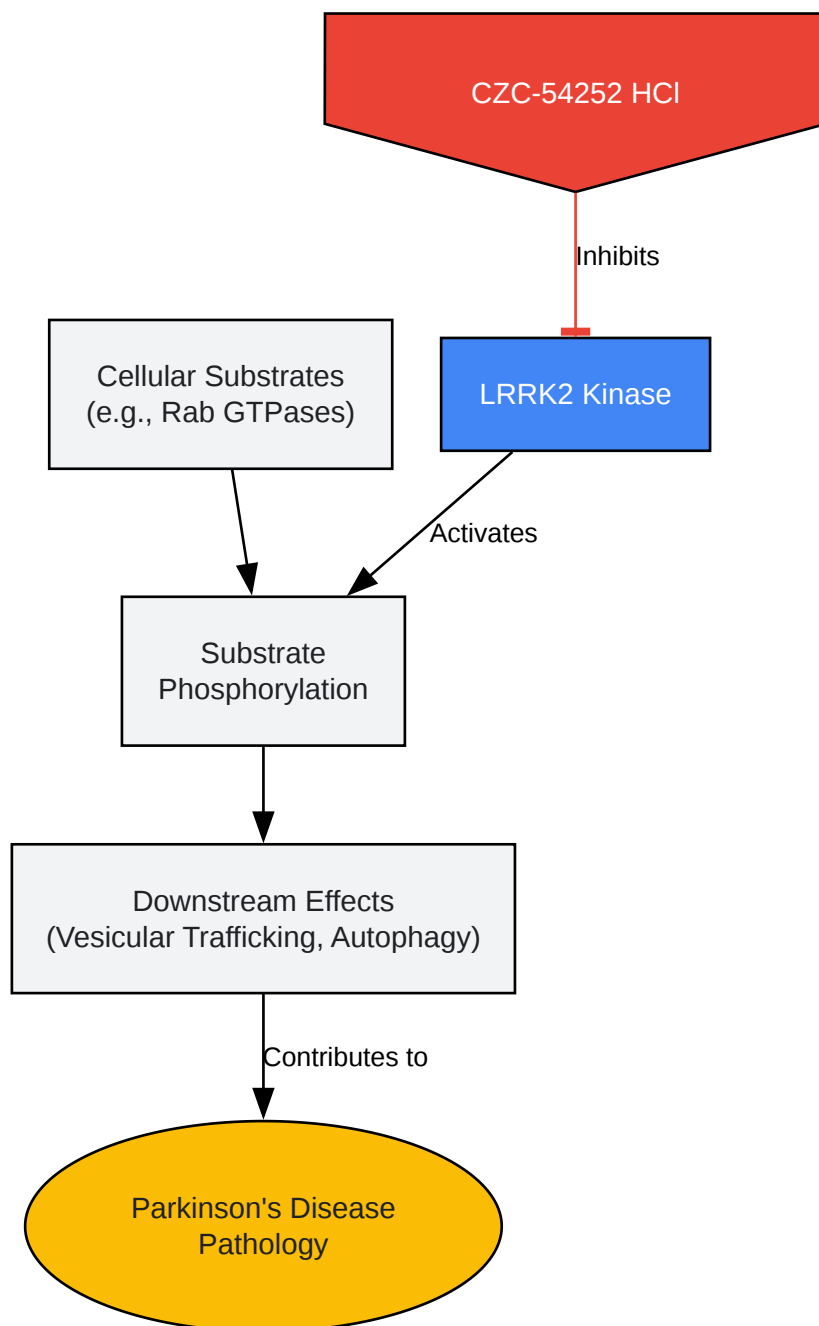 CZC-54252 HCl
Inhibits
Cellular Substrates
(e.g., Rab GTPases)
LRRK2 Kinase
Activates
Substrate
Phosphorylation
Downstream Effects
(Vesicular Trafficking, Autophagy)
Contributes to
Parkinson's Disease
Pathology